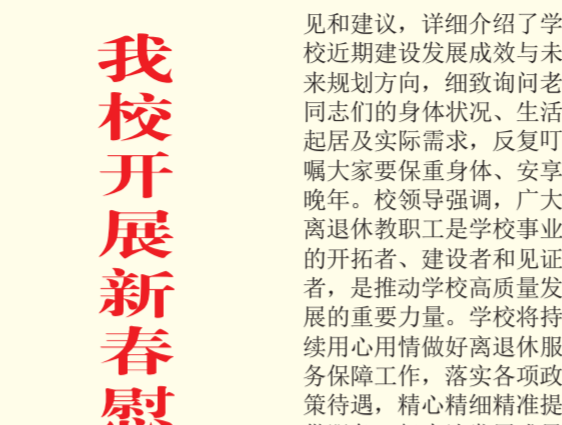 我校开展新春慰
见和建议，详细介绍了学
校近期建设发展成效与未
来规划方向，细致询问老
同志们的身体状况、生活
起居及实际需求，反复叮
嘱大家要保重身体、安享
晚年。校领导强调，广大
离退休教职工是学校事业
的开拓者、建设者和见证
者，是推动学校高质量发
展的重要力量。学校将持
续用心用情做好离退休服
务保障工作，落实各项政
策待遇，精心精细精准提